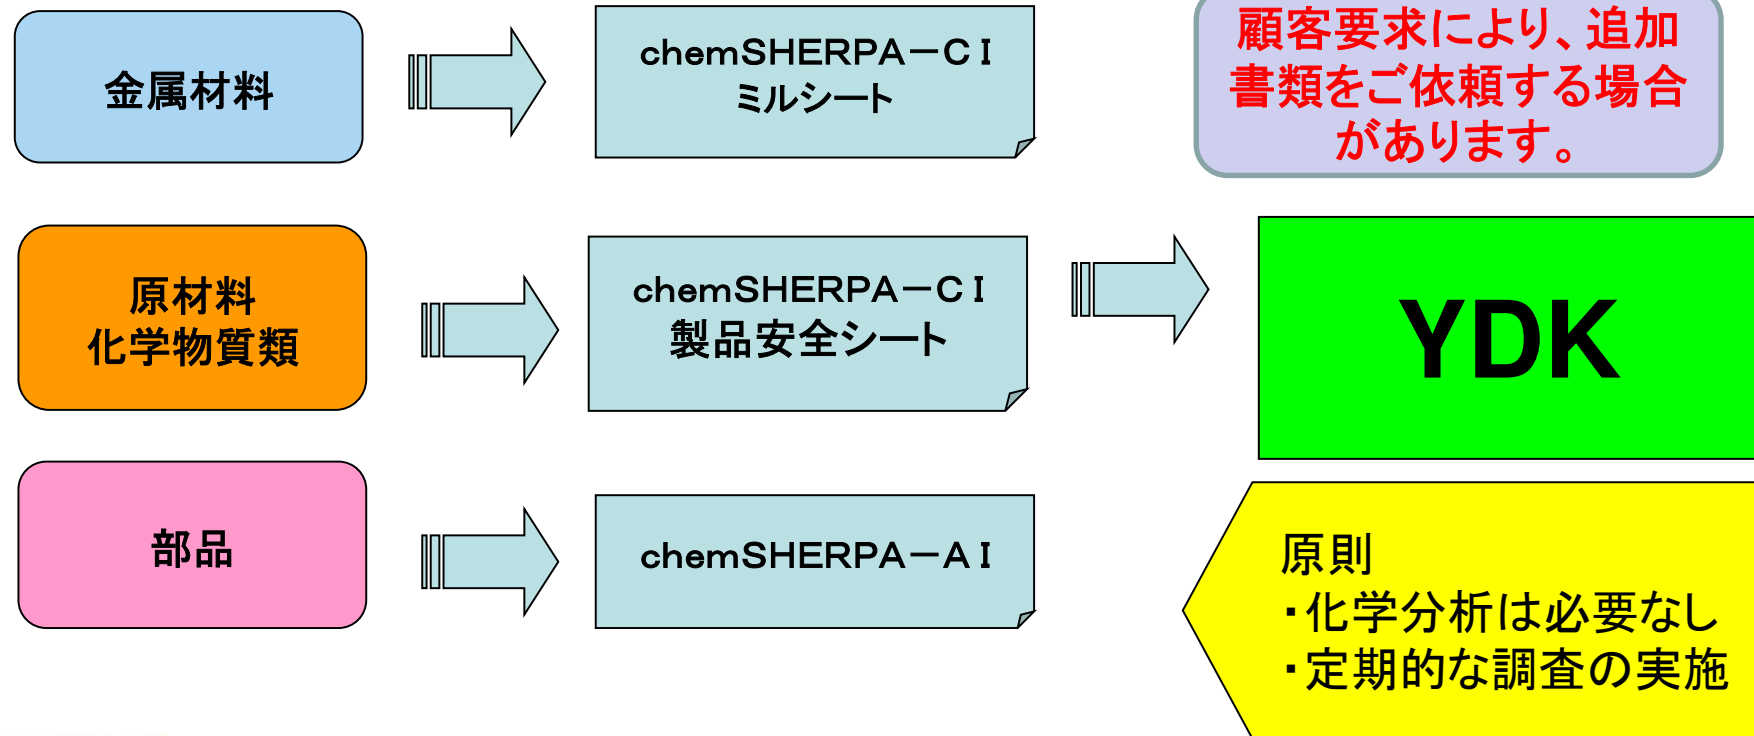 金属材料
chemSHERPA－CＩ
ミルシート
顧客要求により、追加
書類をご依頼する場合
があります。
原材料
化学物質類
chemSHERPA－CＩ
製品安全シート
YDK
部品
chemSHERPA－AＩ
原則
・化学分析は必要なし
・定期的な調査の実施